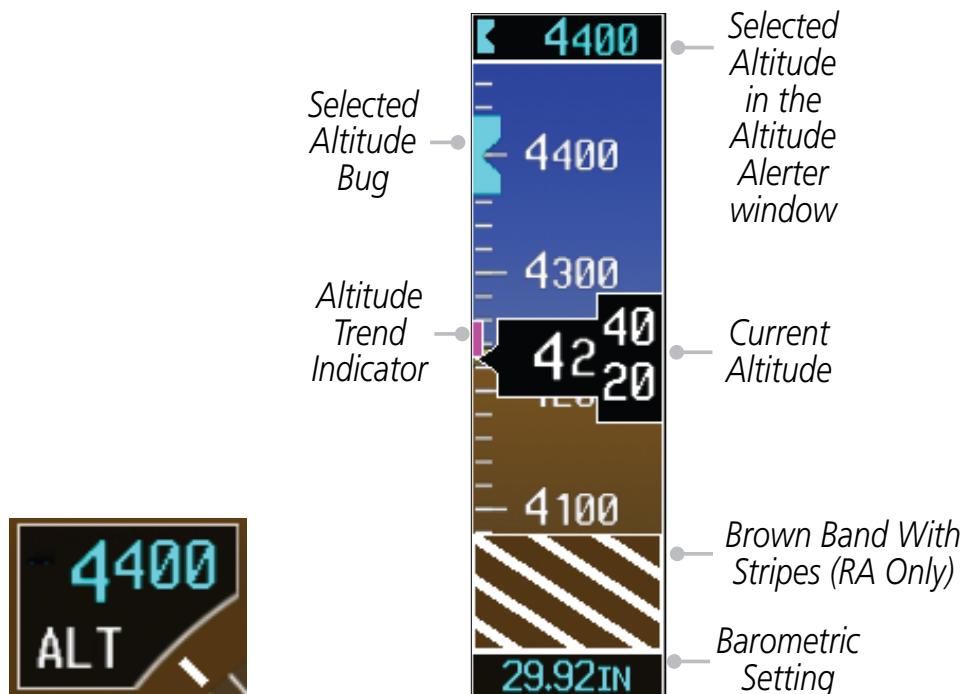 4400
Selected
Altitude
in the
Altitude
Alerter
window
Selected
Altitude
Bug
4400
4300
Altitude
Trend
Indicator
42
40
20
Current
Altitude
4100
Brown Band With
Stripes (RA Only)
29.92IN
Barometric
Setting
4400
ALT